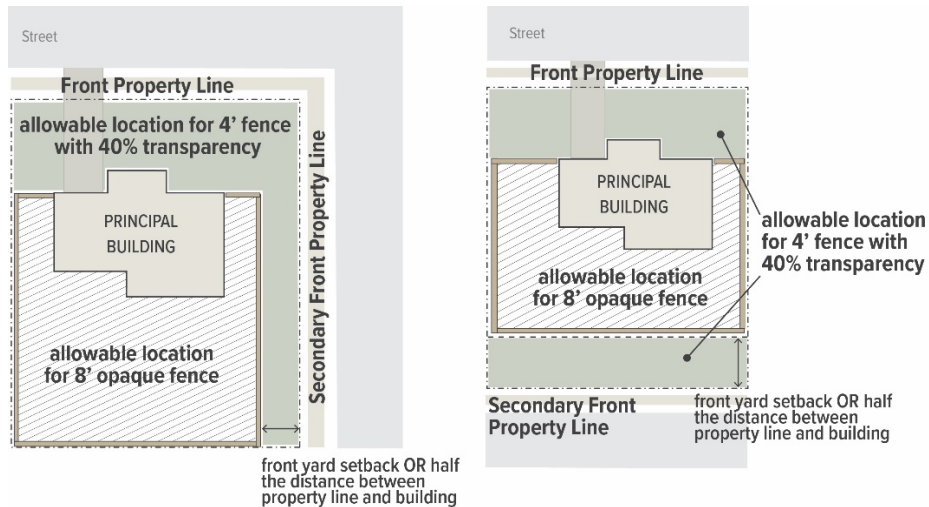 Street
Front Property Line
allowable location for 4' fence
with 40% transparency
PRINCIPAL
BUILDING
allowable location
for 8' opaque fence
Secondary Front Property Line
front yard setback OR half
the distance between
property line and building
Street
Front Property Line
PRINCIPAL
BUILDING
allowable location
for 8' opaque fence
allowable location
for 4' fence with
40% transparency
Secondary Front
Property Line
front yard setback OR half
the distance between
property line and building